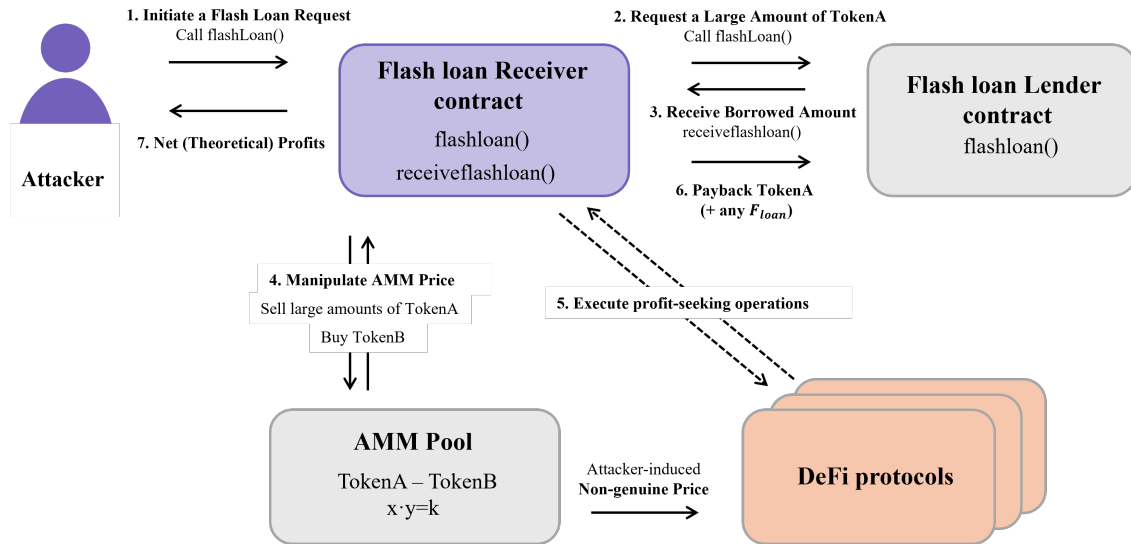 1. Initiate a Flash Loan Request
Call flashLoan()
7. Net (Theoretical) Profits
Attacker
Flash loan Receiver
contract
flashloan()
receiveflashloan()
2. Request a Large Amount of TokenA
Call flashLoan()
3. Receive Borrowed Amount
receiveflashloan()
6. Payback TokenA
(+ any F_loan)
Flash loan Lender
contract
flashloan()
4. Manipulate AMM Price
Sell large amounts of TokenA
Buy TokenB
5. Execute profit-seeking operations
AMM Pool
TokenA – TokenB
x·y=k
Attacker-induced
Non-genuine Price
DeFi protocols